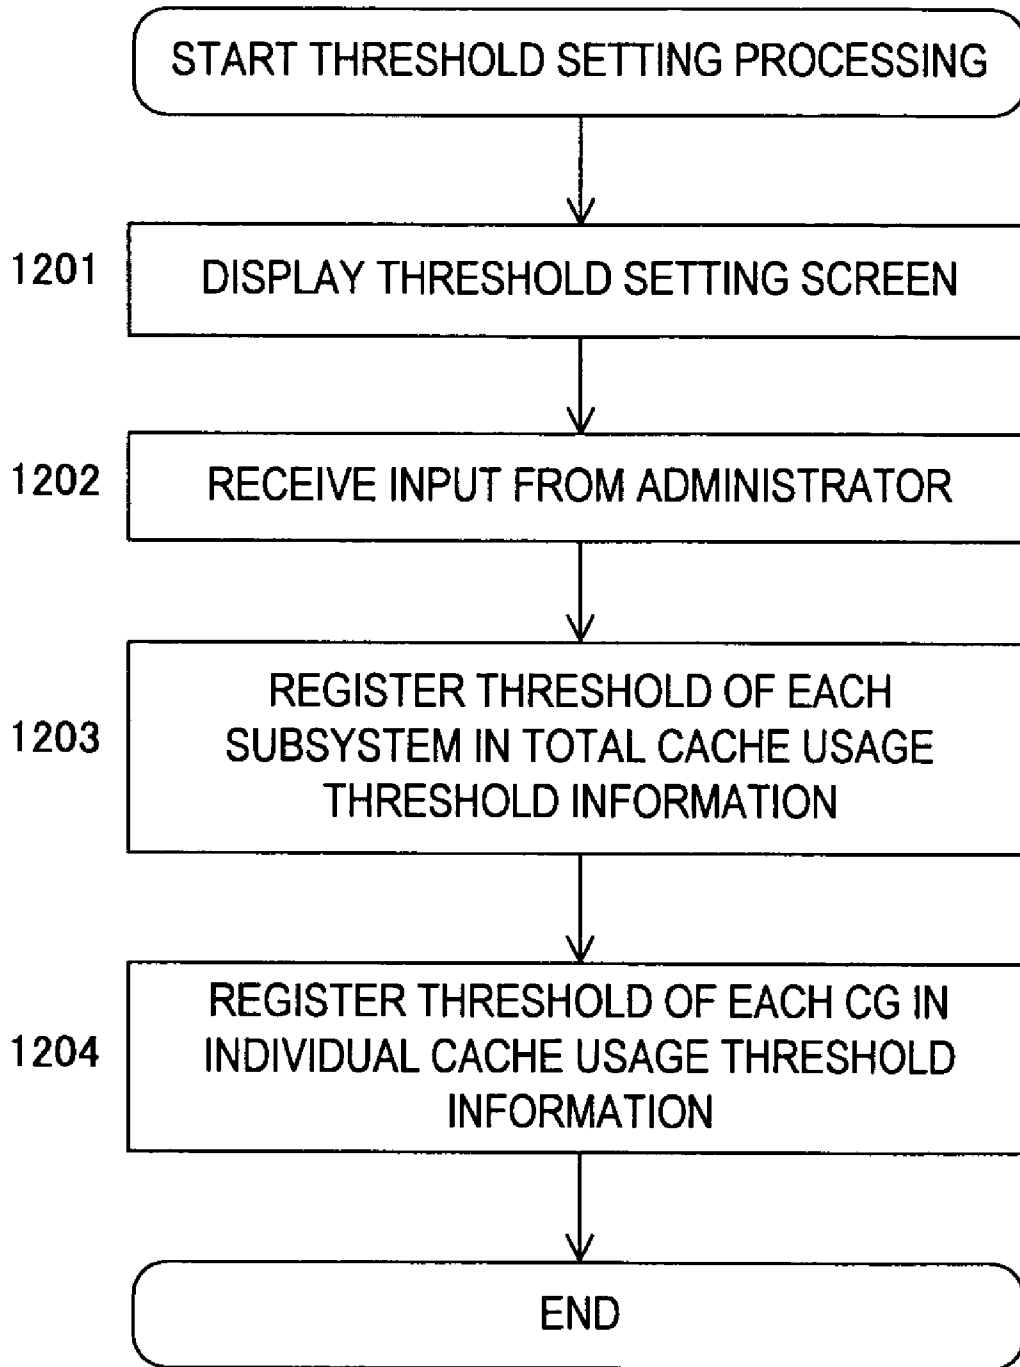 START THRESHOLD SETTING PROCESSING
1201
DISPLAY THRESHOLD SETTING SCREEN
1202
RECEIVE INPUT FROM ADMINISTRATOR
1203
REGISTER THRESHOLD OF EACH
SUBSYSTEM IN TOTAL CACHE USAGE
THRESHOLD INFORMATION
1204
REGISTER THRESHOLD OF EACH CG IN
INDIVIDUAL CACHE USAGE THRESHOLD
INFORMATION
END